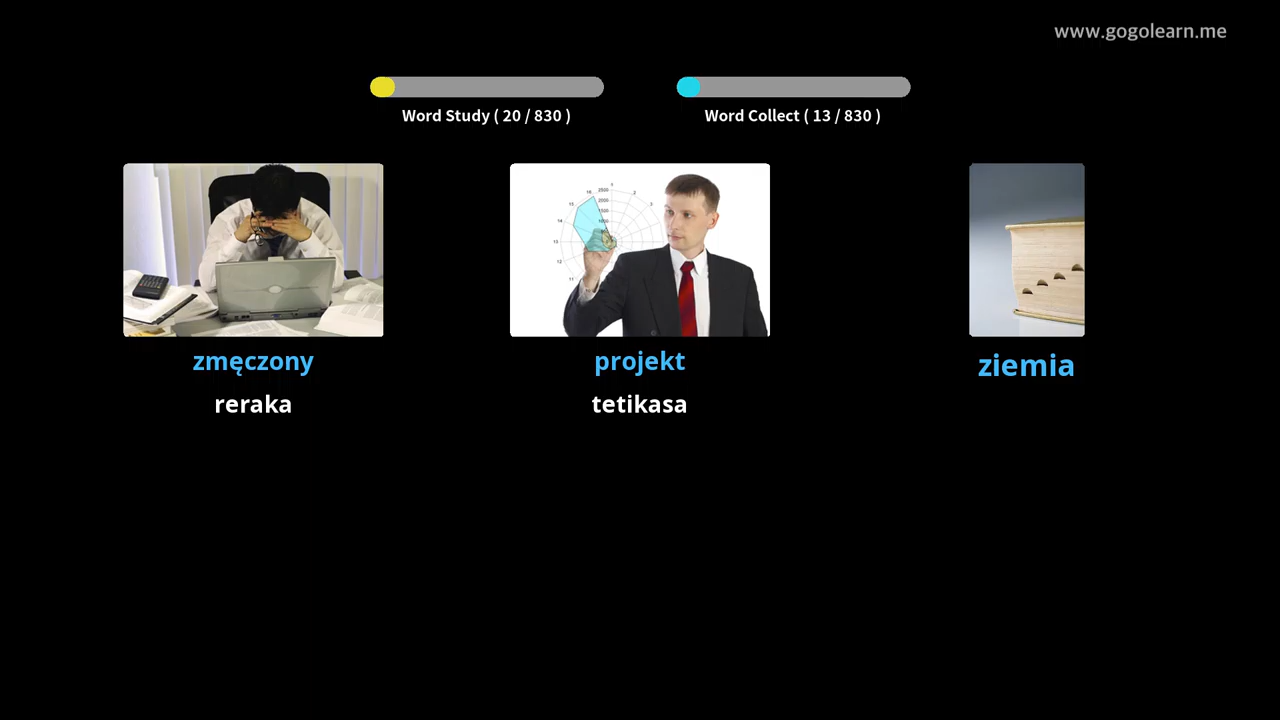 www.gogolearn.me
Word Study ( 20 / 830 )
Word Collect ( 13 / 830 )
zmęczony
projekt
ziemia
reraka
tetikasa